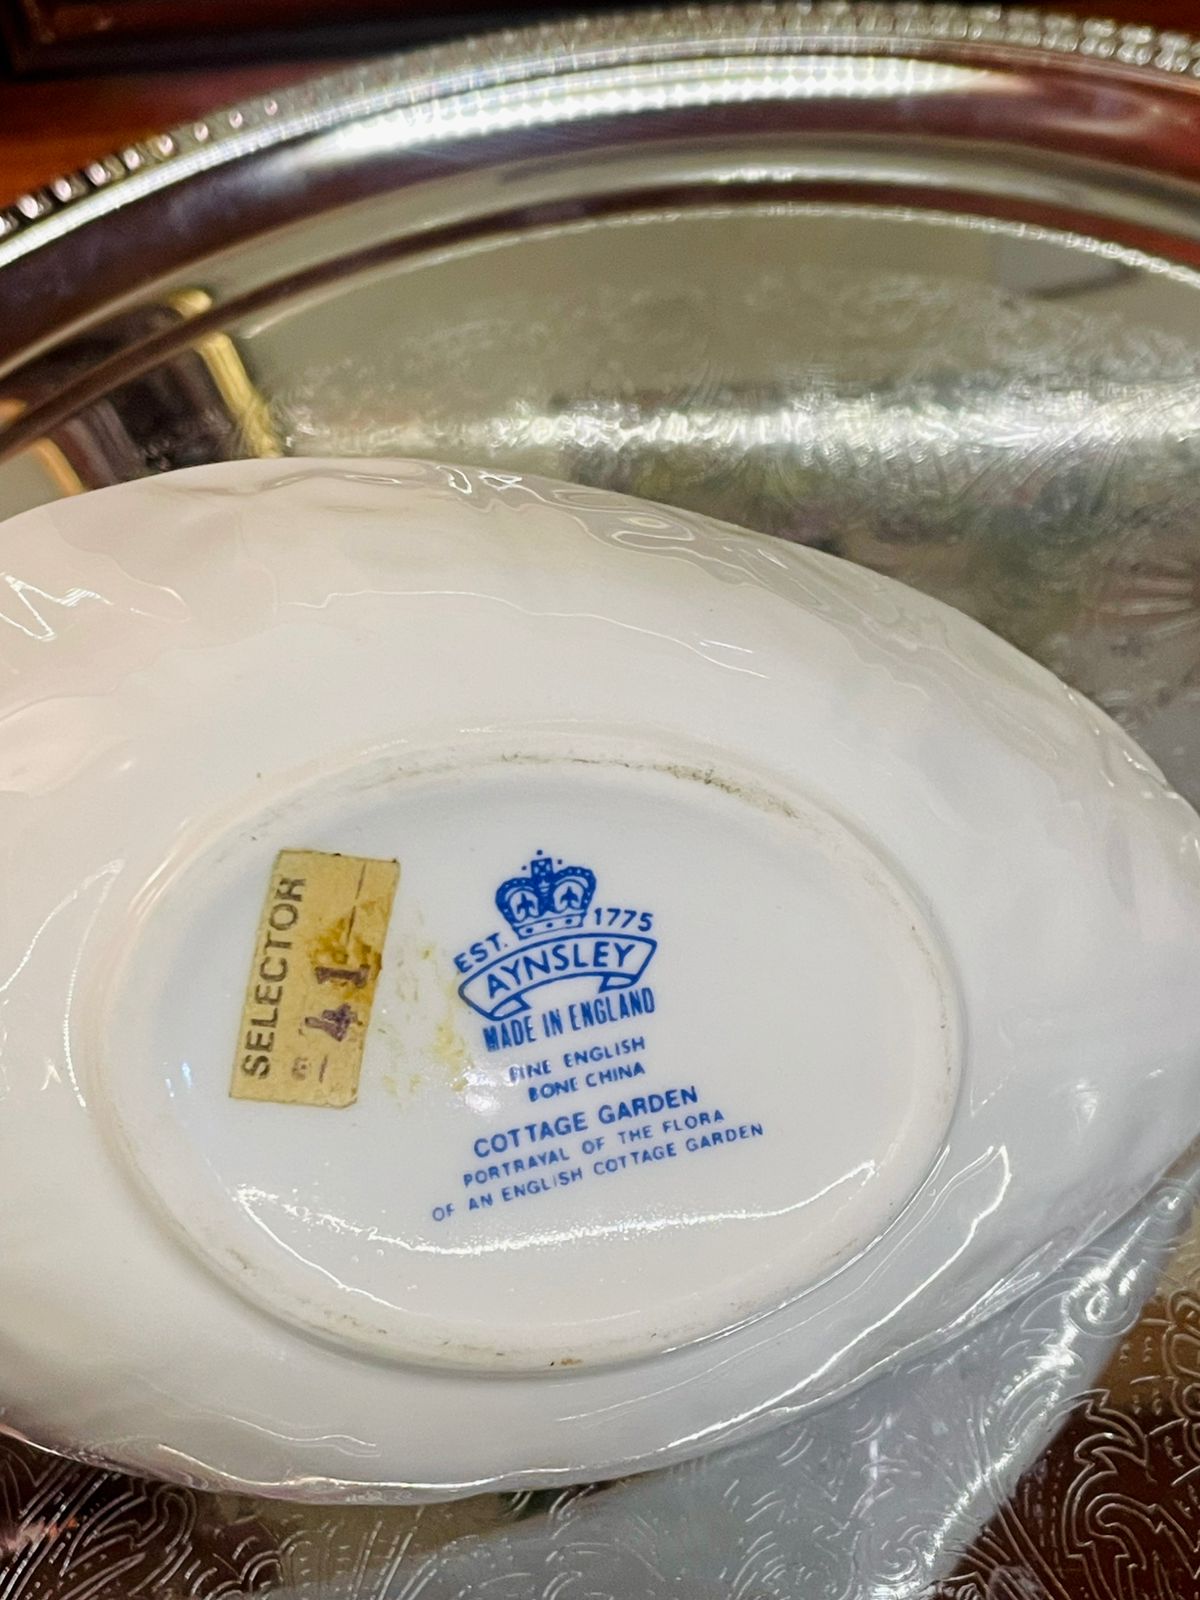 EST. 1775
AYNSLEY
MADE IN ENGLAND
FINE ENGLISH
BONE CHINA
COTTAGE GARDEN
PORTRAYAL OF THE FLORA
OF AN ENGLISH COTTAGE GARDEN
SELECTOR
41